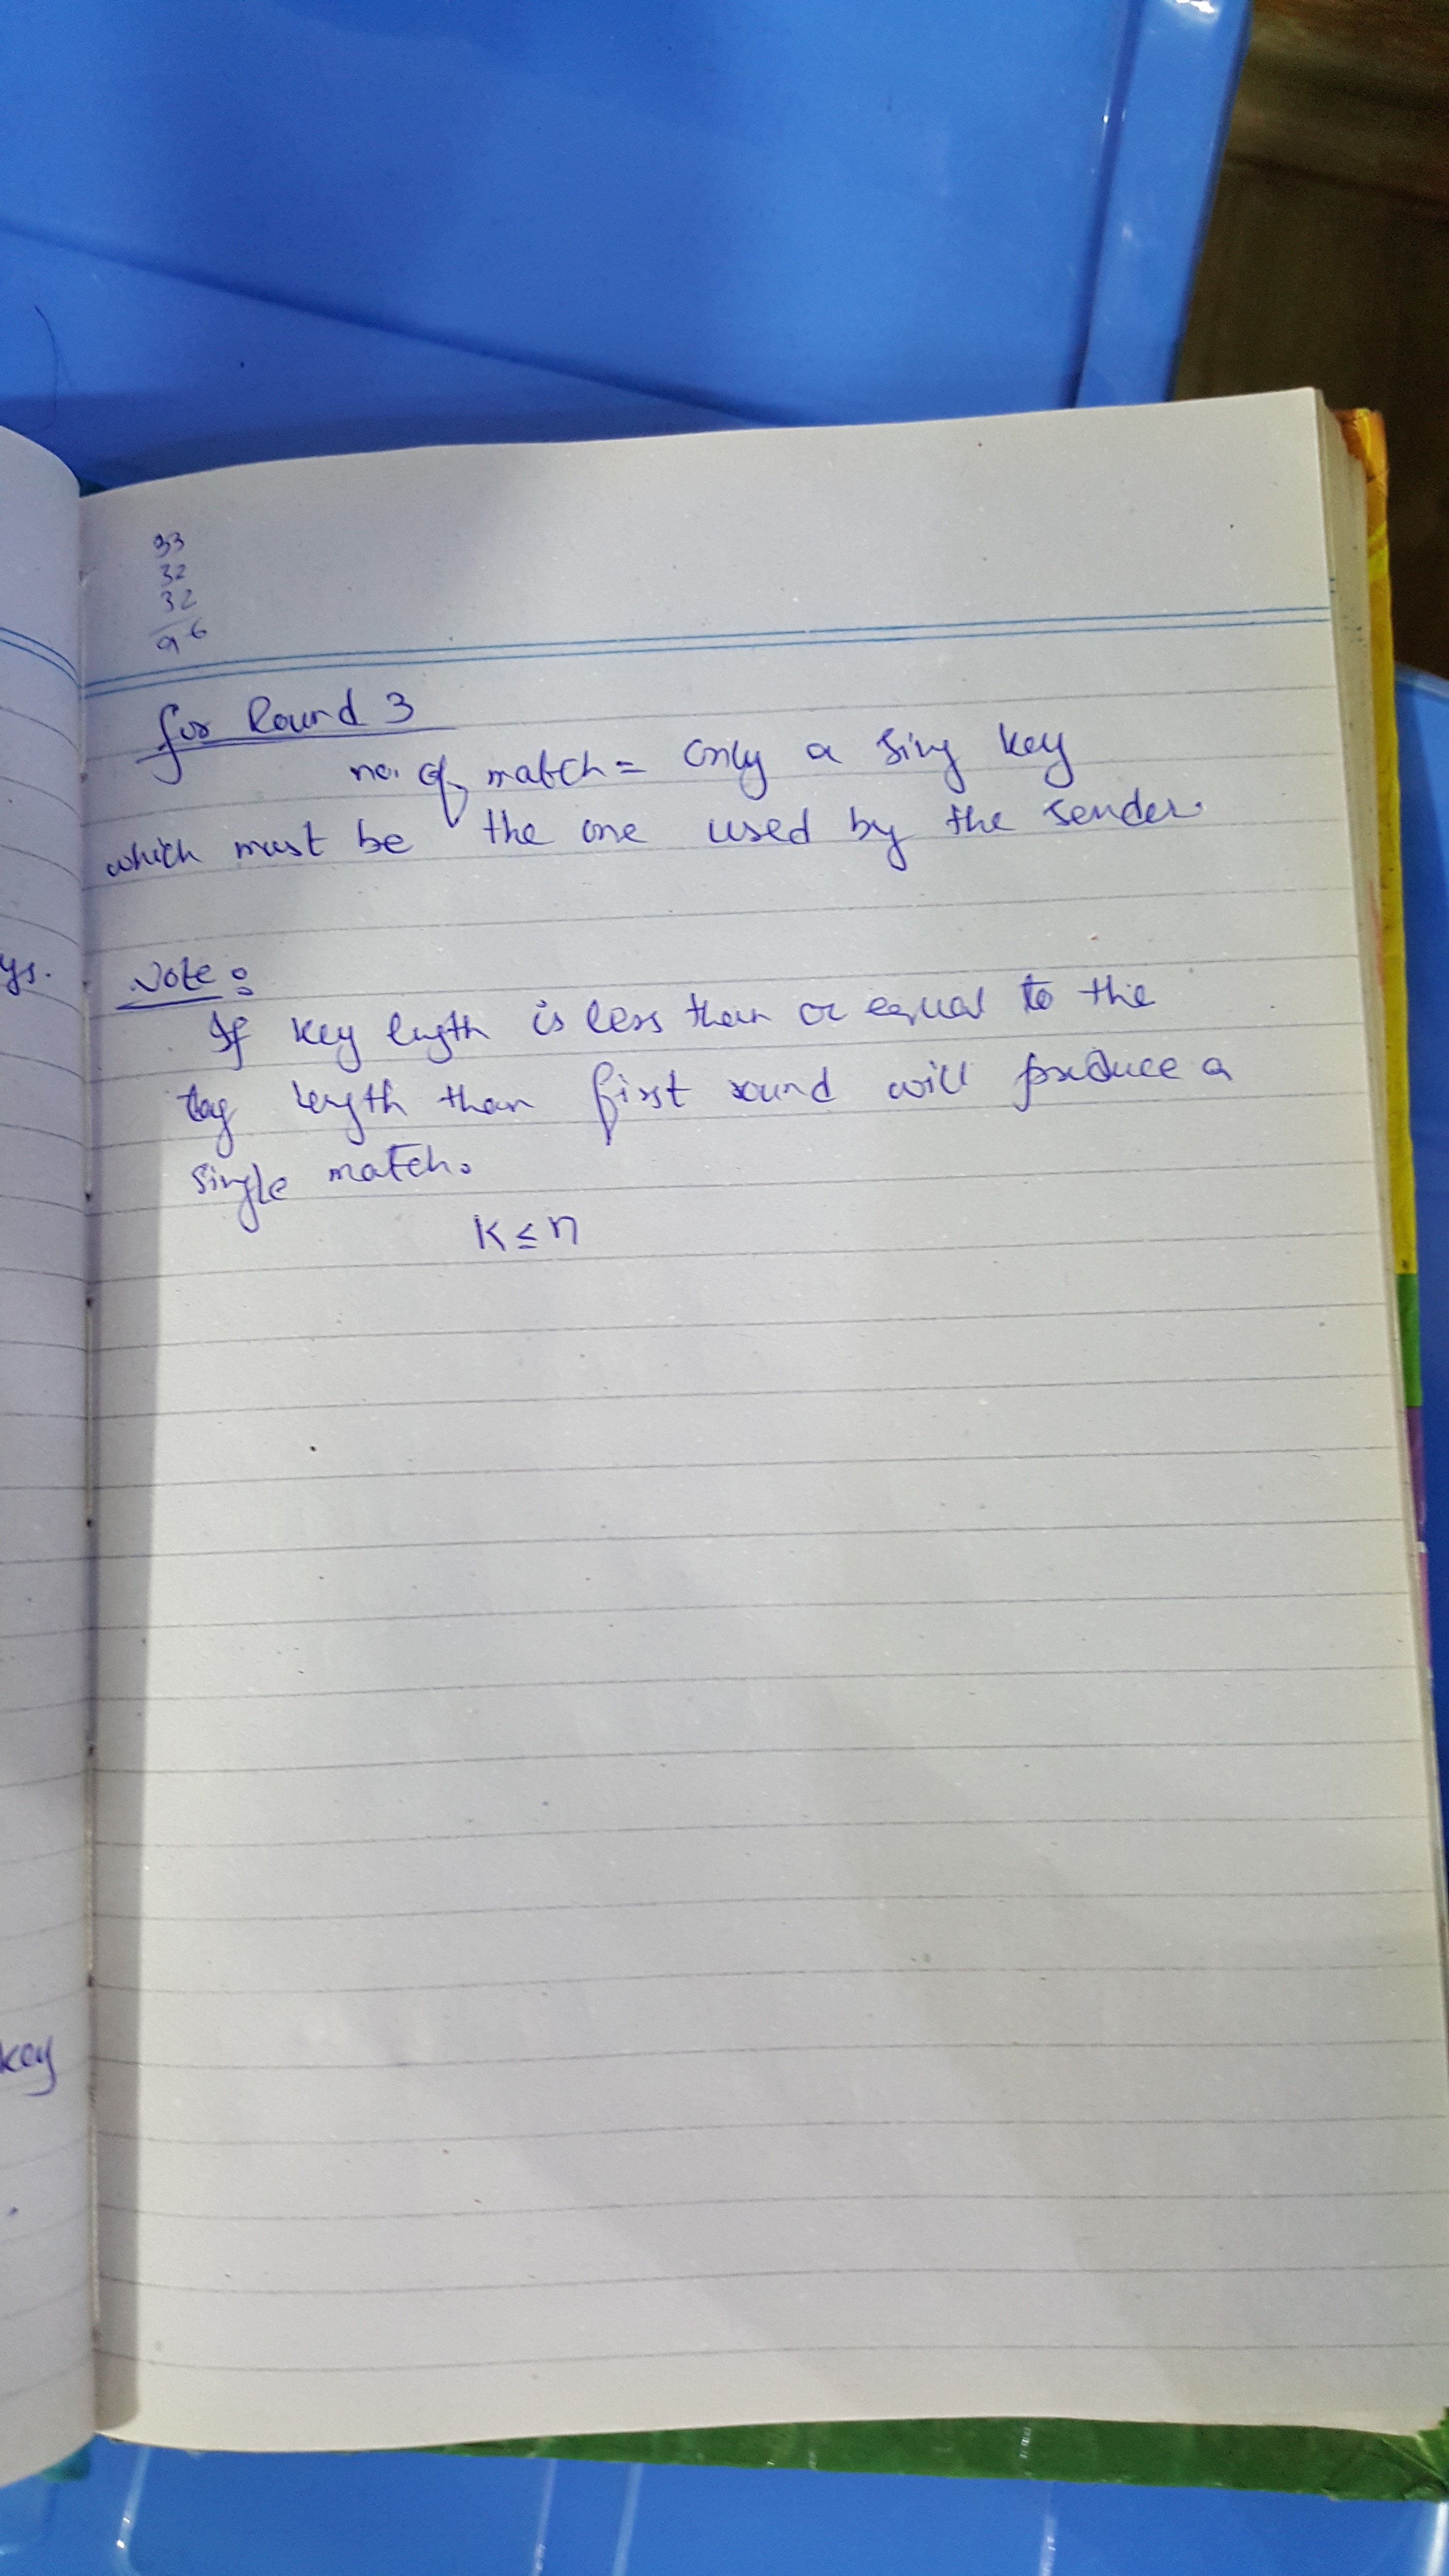 33
32
32
96
for Round 3
no. of match = only a sing key
which must be the one used by the sender.
ys.
Note:
If key lngth is less than or equal to the
tag length than first round will produce a
single match.
K ≤ n
key